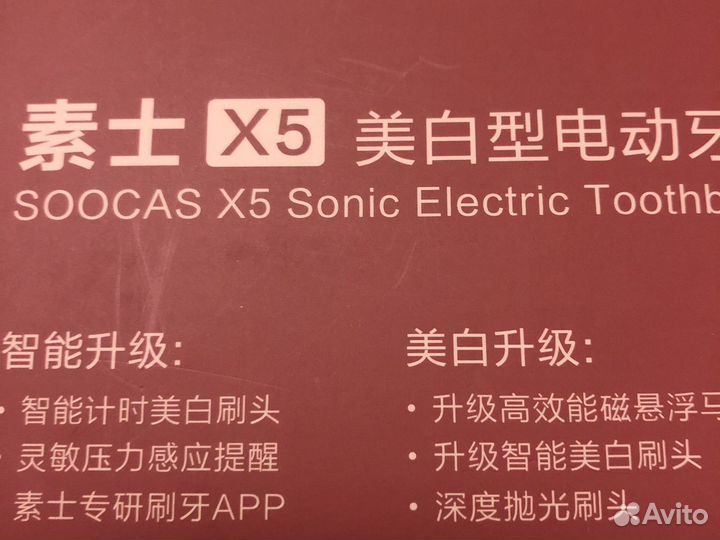 素士 X5 美白型电动牙
SOOCAS X5 Sonic Electric Toothb
智能升级:
· 智能计时美白刷头
· 灵敏压力感应提醒
素士专研刷牙APP
美白升级:
· 升级高效能磁悬浮马
· 升级智能美白刷头
· 深度抛光刷头
Avito